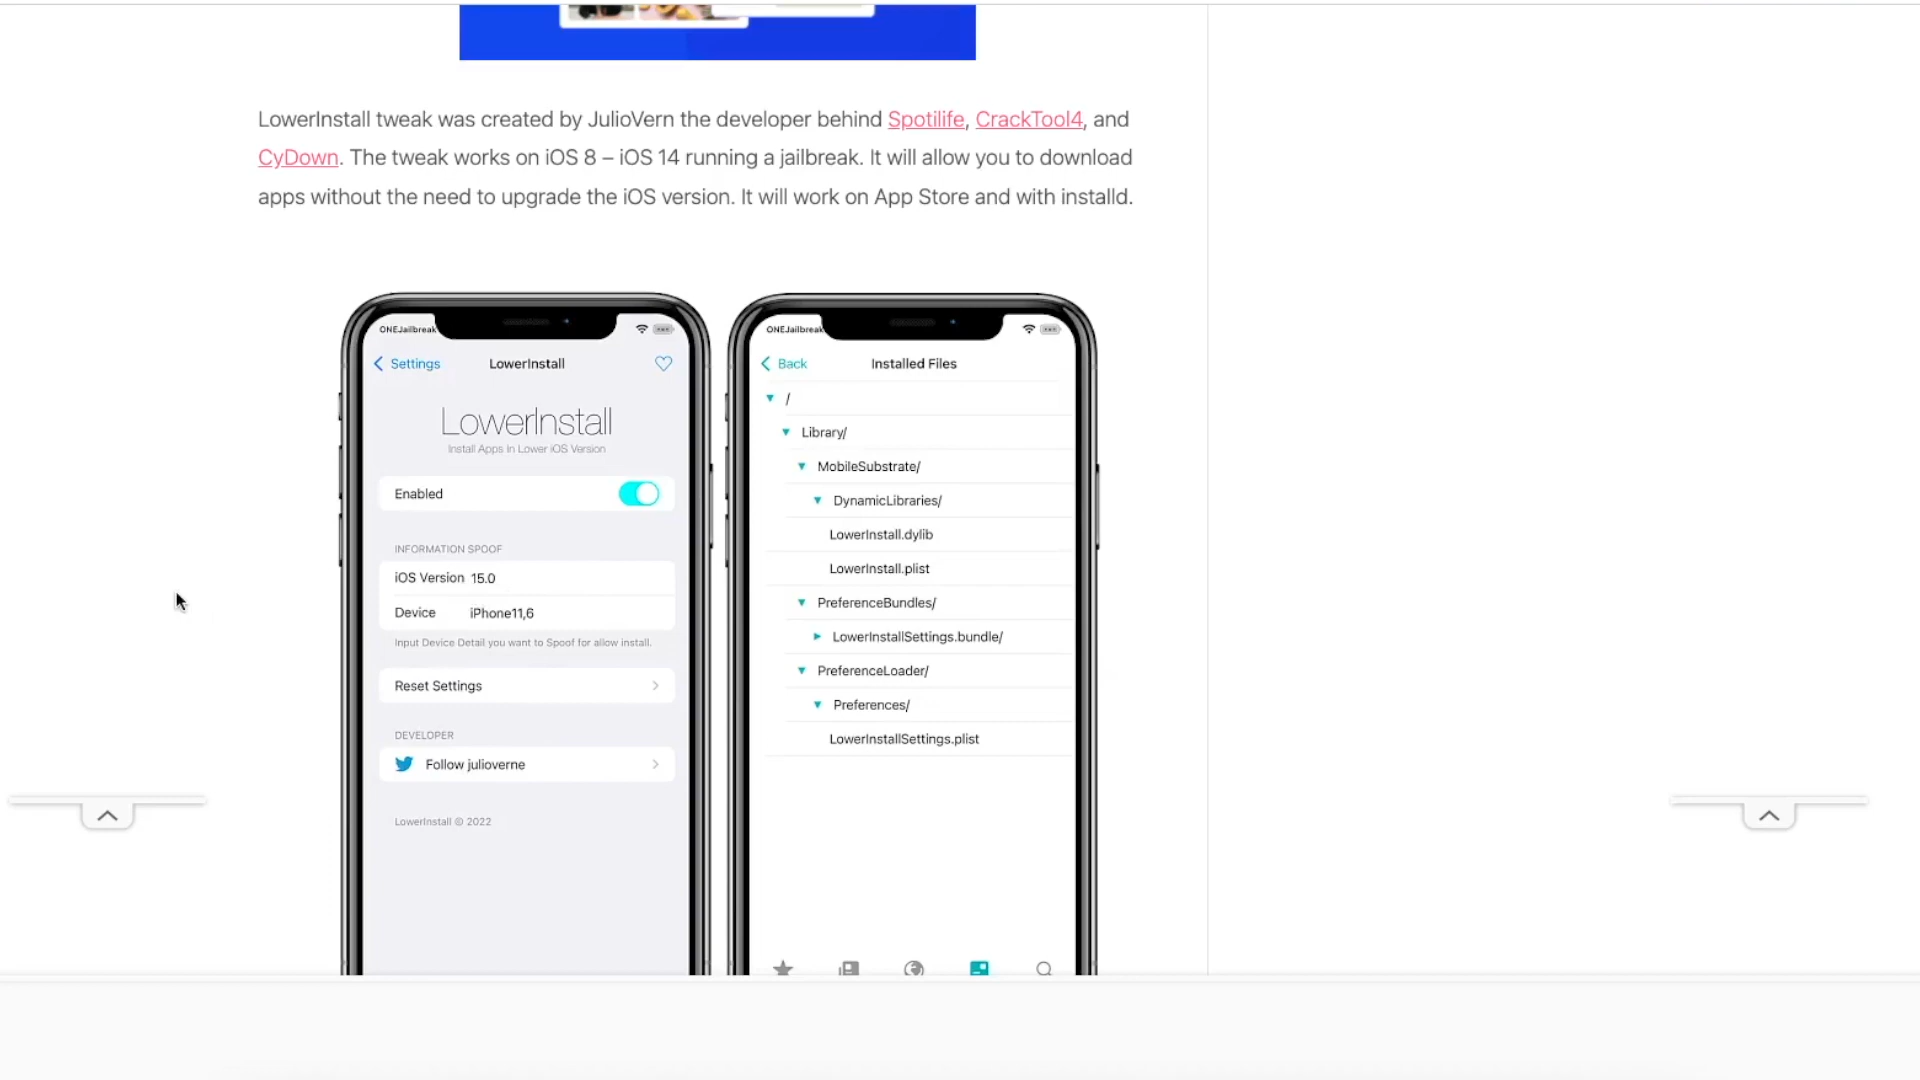 LowerInstall tweak was created by JulioVern the developer behind Spotilife, CrackTool4, and
CyDown. The tweak works on iOS 8 – iOS 14 running a jailbreak. It will allow you to download
apps without the need to upgrade the iOS version. It will work on App Store and with installd.
ONEJailbreak
Settings
LowerInstall
LowerInstall
Install Apps In Lower iOS Version
Enabled
INFORMATION SPOOF
iOS Version 15.0
Device iPhone11,6
Input Device Detail you want to Spoof for allow install.
Reset Settings
DEVELOPER
Follow julioverne
LowerInstall © 2022
ONEJailbreak
Back
Installed Files
/
Library/
MobileSubstrate/
DynamicLibraries/
LowerInstall.dylib
LowerInstall.plist
PreferenceBundles/
LowerInstallSettings.bundle/
PreferenceLoader/
Preferences/
LowerInstallSettings.plist